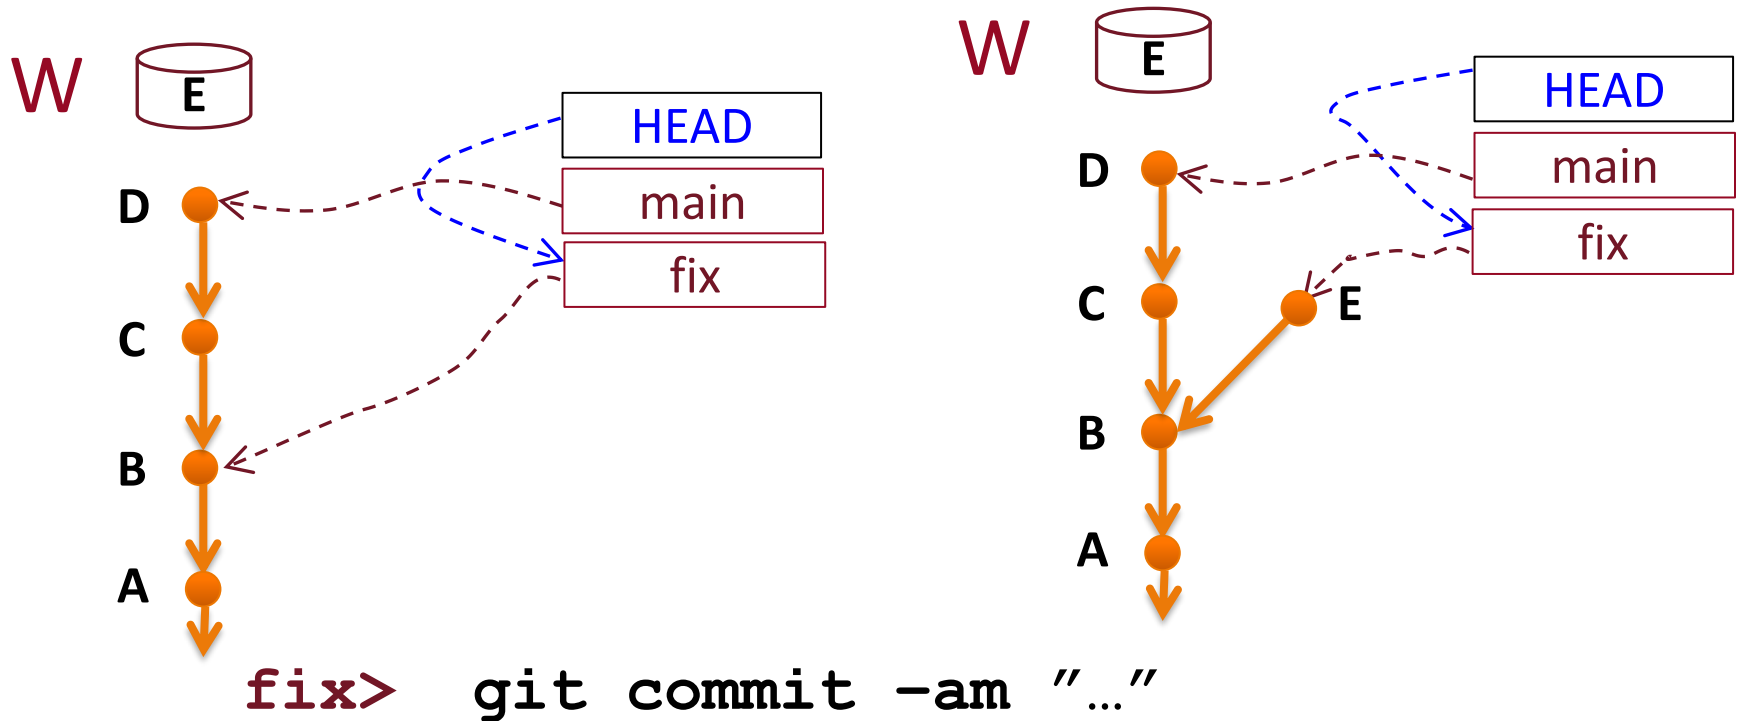 W E
HEAD
main
fix
D
C
B
A
W E
HEAD
main
fix
D
C
E
B
A
fix> git commit –am ”…”